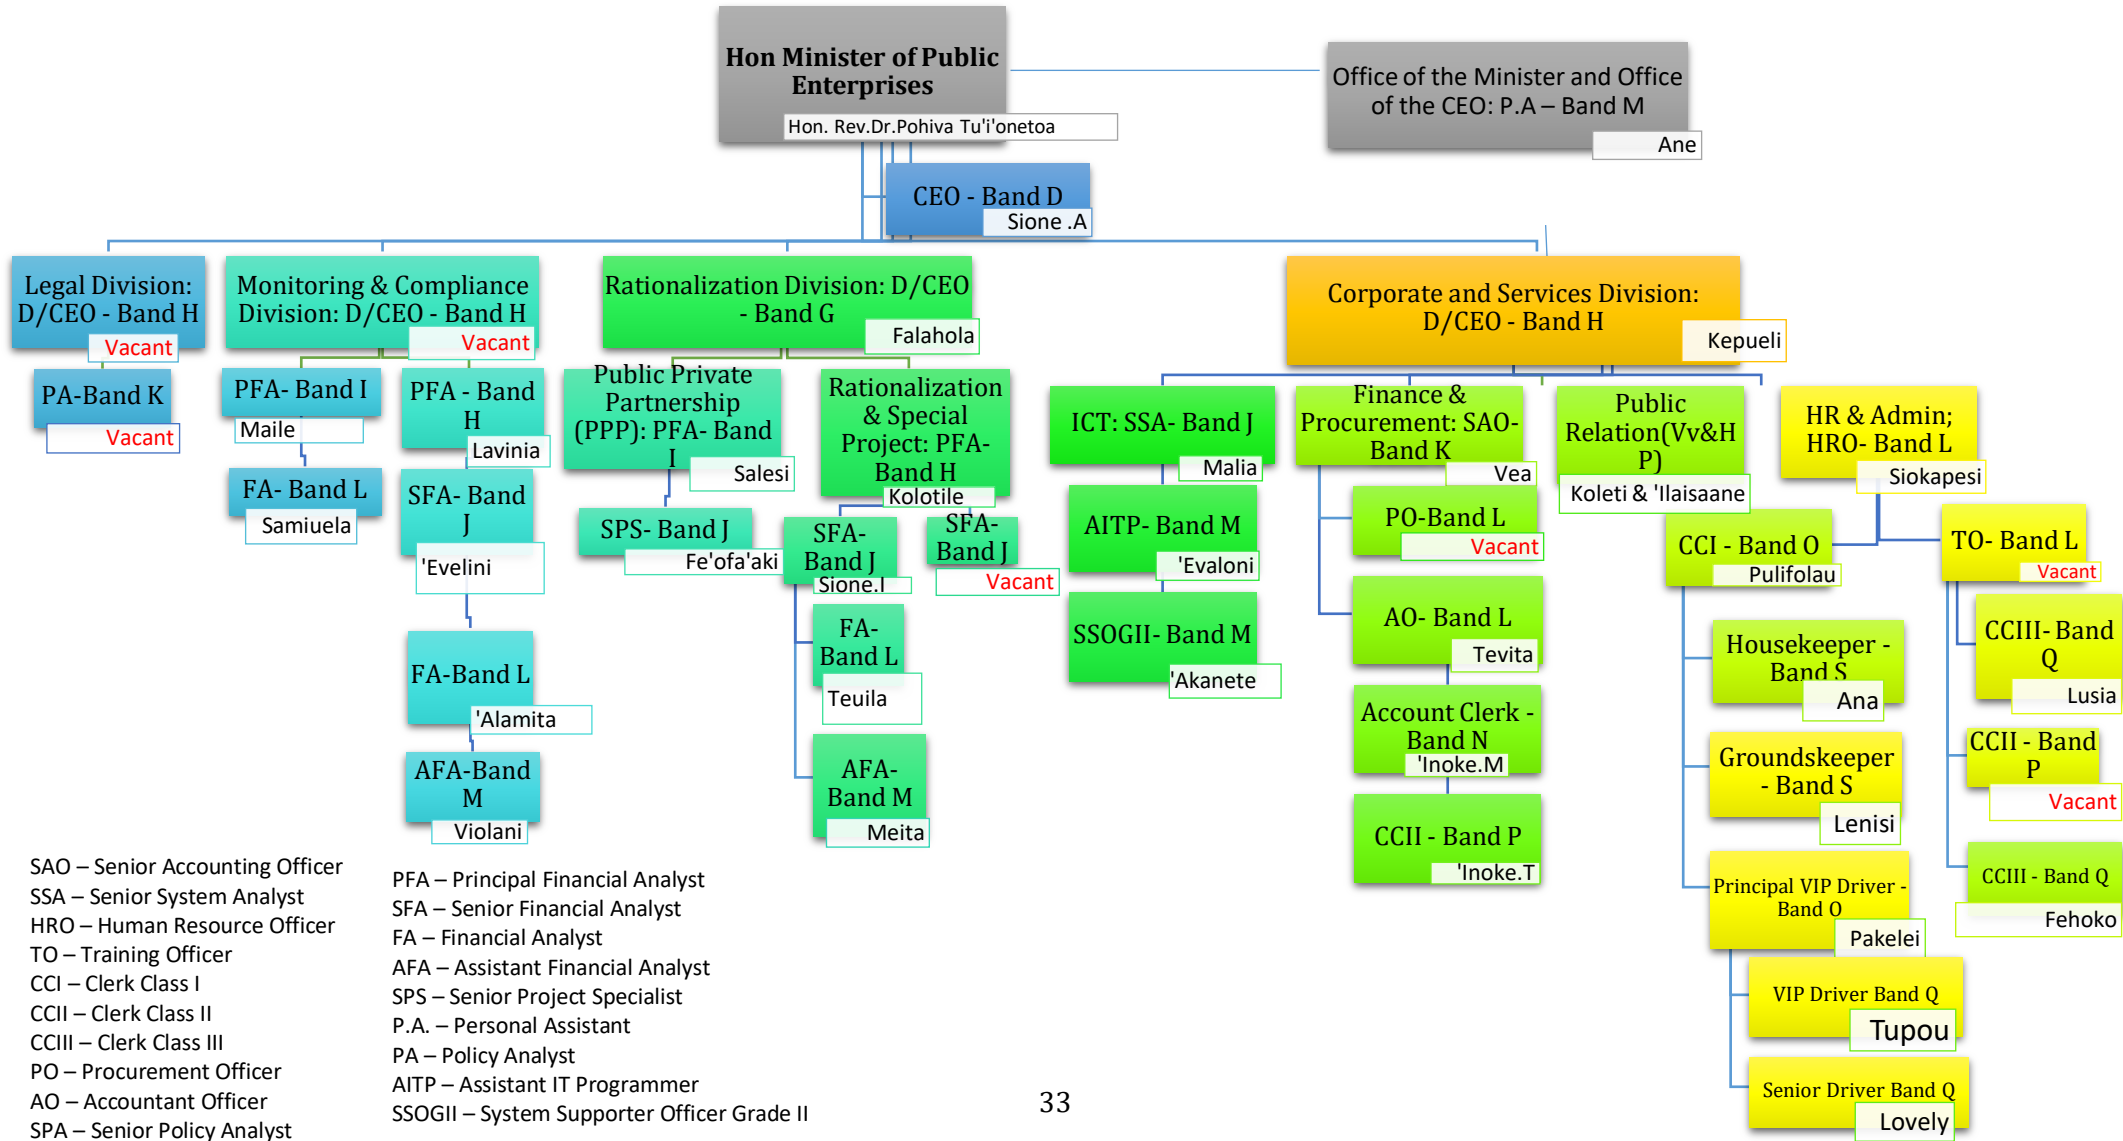 Hon Minister of Public
Enterprises
Hon. Rev.Dr.Pohiva Tu'i'onetoa
Office of the Minister and Office
of the CEO: P.A – Band M
Ane
CEO - Band D
Sione .A
Legal Division:
D/CEO - Band H
Vacant
PA-Band K
Vacant
Monitoring & Compliance
Division: D/CEO - Band H
Vacant
PFA- Band I
Maile
FA- Band L
Samiuela
PFA - Band
H
Lavinia
SFA- Band
J
'Evelini
FA-Band L
'Alamita
AFA-Band
M
Violani
Rationalization Division: D/CEO
- Band G
Falahola
Public Private
Partnership
(PPP): PFA- Band
I
Salesi
SPS- Band J
Fe'ofa'aki
Rationalization
& Special
Project: PFA-
Band H
Kolotile
SFA-
Band J
Sione.I
SFA-
Band J
Vacant
FA-
Band L
Teuila
AFA-
Band M
Meita
Corporate and Services Division:
D/CEO - Band H
Kepueli
ICT: SSA- Band J
Malia
AITP- Band M
'Evaloni
SSOGII- Band M
'Akanete
Finance &
Procurement: SAO-
Band K
Vea
PO-Band L
Vacant
AO- Band L
Tevita
Account Clerk -
Band N
'Inoke.M
CCII - Band P
'Inoke.T
Public
Relation(Vv&H
P)
Koleti & 'Ilaisaane
HR & Admin;
HRO- Band L
Siokapesi
CCI - Band O
Pulifolau
Housekeeper -
Band S
Ana
Groundskeeper
- Band S
Lenisi
Principal VIP Driver -
Band O
Pakelei
VIP Driver Band Q
Tupou
Senior Driver Band Q
Lovely
TO- Band L
Vacant
CCIII- Band
Q
Lusia
CCII - Band
P
Vacant
CCIII - Band Q
Fehoko
SAO – Senior Accounting Officer
SSA – Senior System Analyst
HRO – Human Resource Officer
TO – Training Officer
CCI – Clerk Class I
CCII – Clerk Class II
CCIII – Clerk Class III
PO – Procurement Officer
AO – Accountant Officer
SPA – Senior Policy Analyst
PFA – Principal Financial Analyst
SFA – Senior Financial Analyst
FA – Financial Analyst
AFA – Assistant Financial Analyst
SPS – Senior Project Specialist
P.A. – Personal Assistant
PA – Policy Analyst
AITP – Assistant IT Programmer
SSOGII – System Supporter Officer Grade II
33